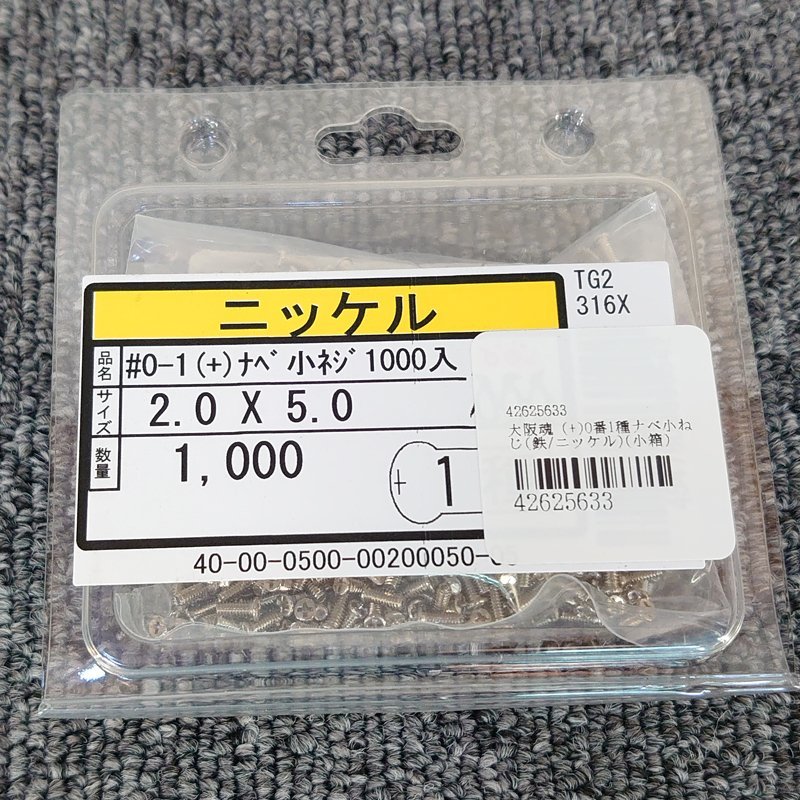 TG2
316X
ニッケル
品名 #0-1(+)ﾅﾍﾞ小ﾈｼﾞ1000入
サイズ 2.0 X 5.0
数量 1,000
1
40-00-0500-00200050-
42625633
大阪魂 (+)0番1種ナベ小ね
じ(鉄/ニッケル)(小箱)
42625633